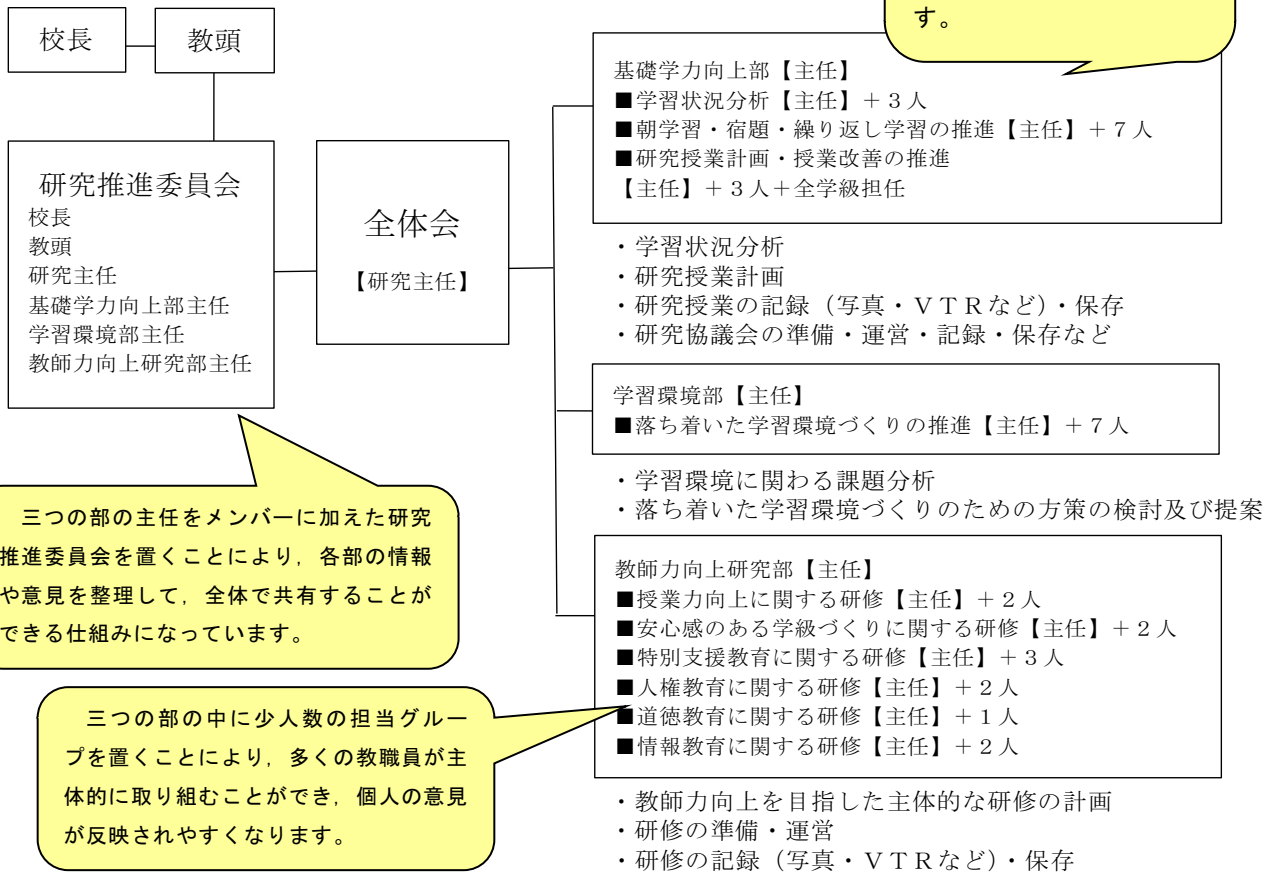 す。
校長
教頭
研究推進委員会
校長
教頭
研究主任
基礎学力向上部主任
学習環境部主任
教師力向上研究部主任
全体会
【研究主任】
基礎学力向上部【主任】
■学習状況分析【主任】＋３人
■朝学習・宿題・繰り返し学習の推進【主任】＋７人
■研究授業計画・授業改善の推進
【主任】＋３人＋全学級担任
・学習状況分析
・研究授業計画
・研究授業の記録（写真・ＶＴＲなど）・保存
・研究協議会の準備・運営・記録・保存など
学習環境部【主任】
■落ち着いた学習環境づくりの推進【主任】＋７人
・学習環境に関わる課題分析
・落ち着いた学習環境づくりのための方策の検討及び提案
三つの部の主任をメンバーに加えた研究
推進委員会を置くことにより，各部の情報
や意見を整理して，全体で共有することが
できる仕組みになっています。
教師力向上研究部【主任】
■授業力向上に関する研修【主任】＋２人
■安心感のある学級づくりに関する研修【主任】＋２人
■特別支援教育に関する研修【主任】＋３人
■人権教育に関する研修【主任】＋２人
■道徳教育に関する研修【主任】＋１人
■情報教育に関する研修【主任】＋２人
三つの部の中に少人数の担当グルー
プを置くことにより，多くの教職員が主
体的に取り組むことができ，個人の意見
が反映されやすくなります。
・教師力向上を目指した主体的な研修の計画
・研修の準備・運営
・研修の記録（写真・ＶＴＲなど）・保存